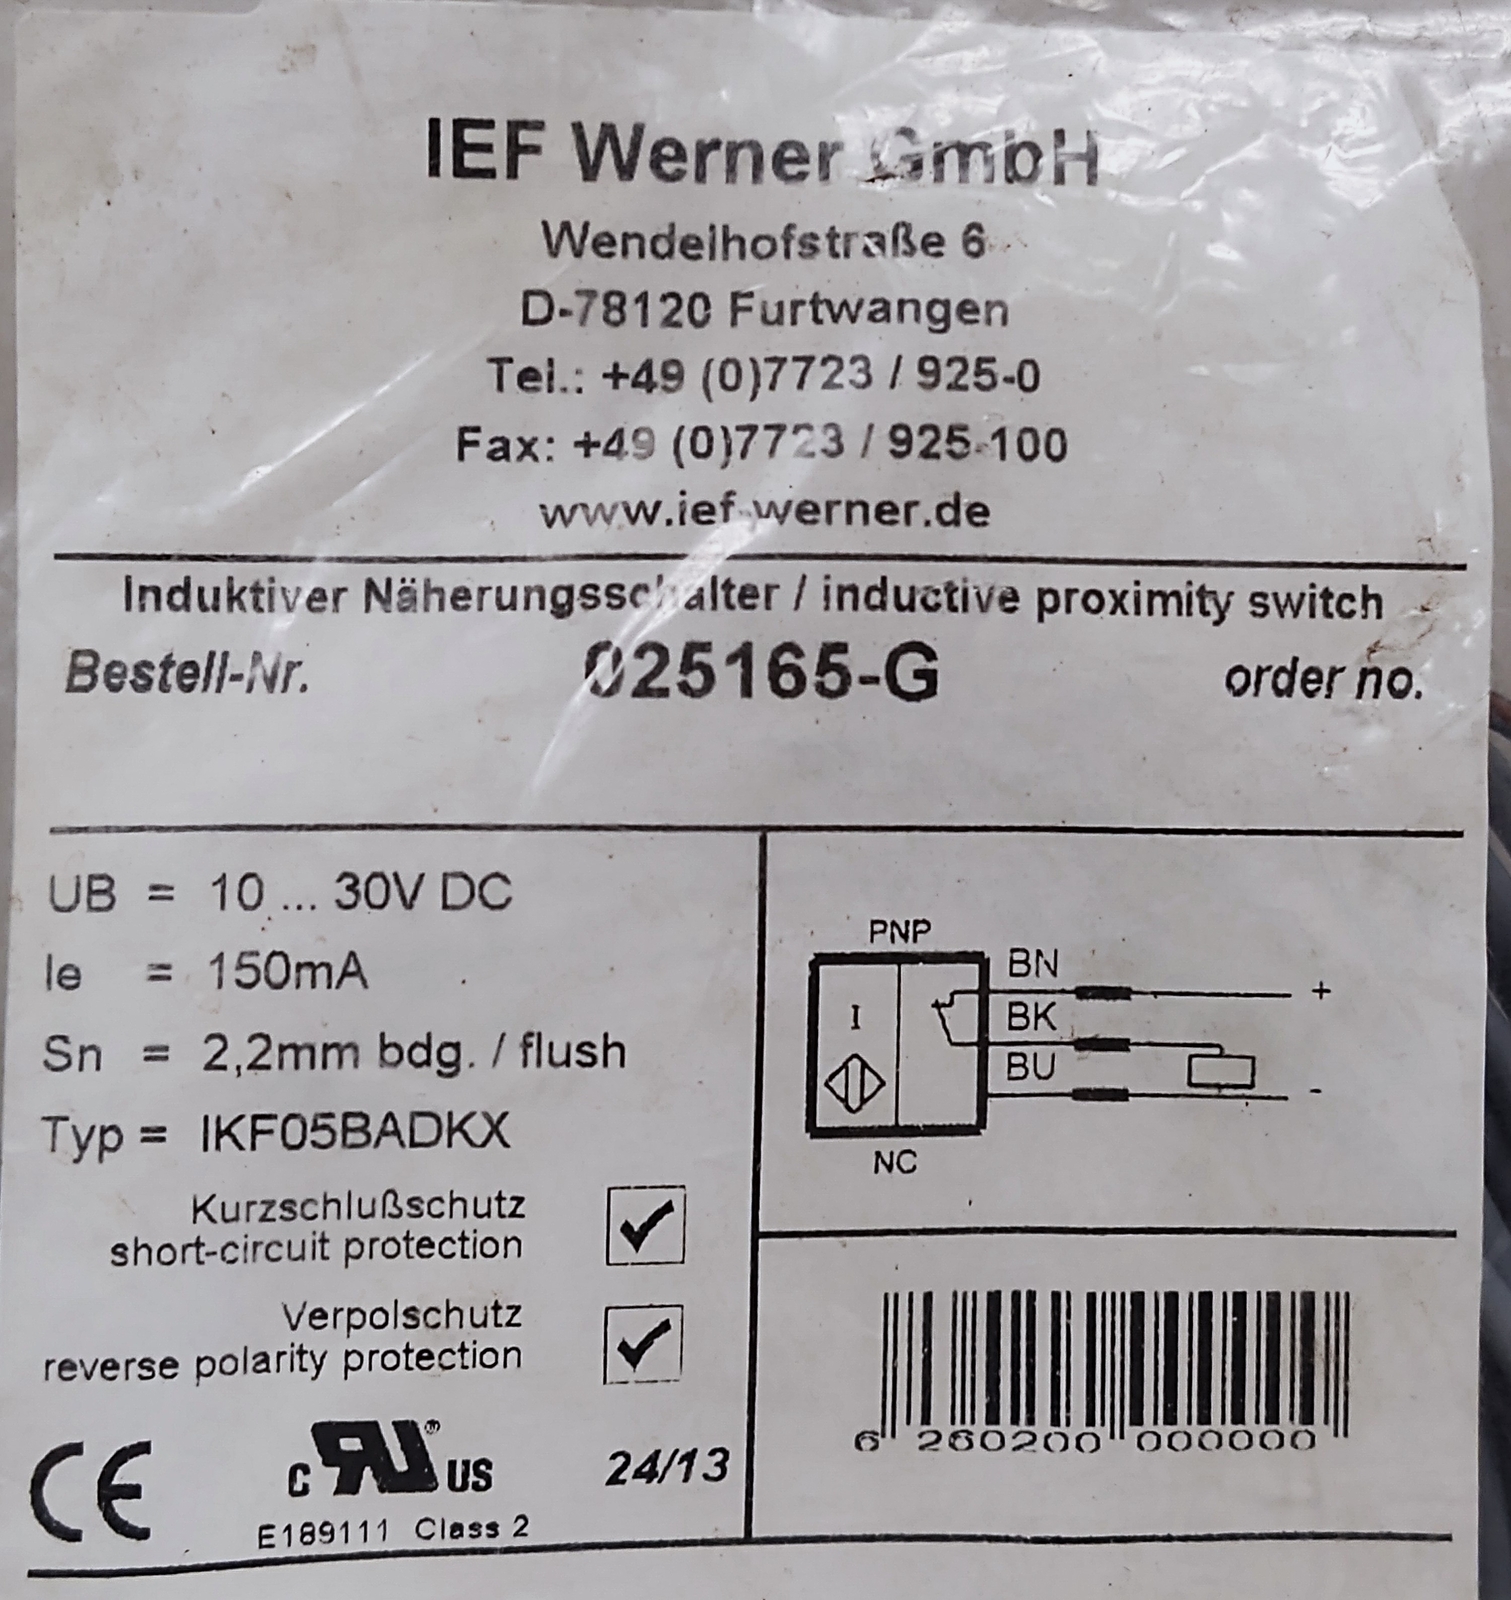 IEF Werner GmbH
Wendelhofstraße 6
D-78120 Furtwangen
Tel.: +49 (0)7723 / 925-0
Fax: +49 (0)7723 / 925-100
www.ief-werner.de
Induktiver Näherungsschalter / inductive proximity switch
Bestell-Nr. 025165-G order no.
UB = 10 ... 30V DC
Ie = 150mA
Sn = 2,2mm bdg. / flush
Typ = IKF05BADKX
Kurzschlußschutz
short-circuit protection
Verpolschutz
reverse polarity protection
CE c RU® US 24/13
E189111 Class 2
PNP
BN +
I BK
BU -
NC
6 260200 000000